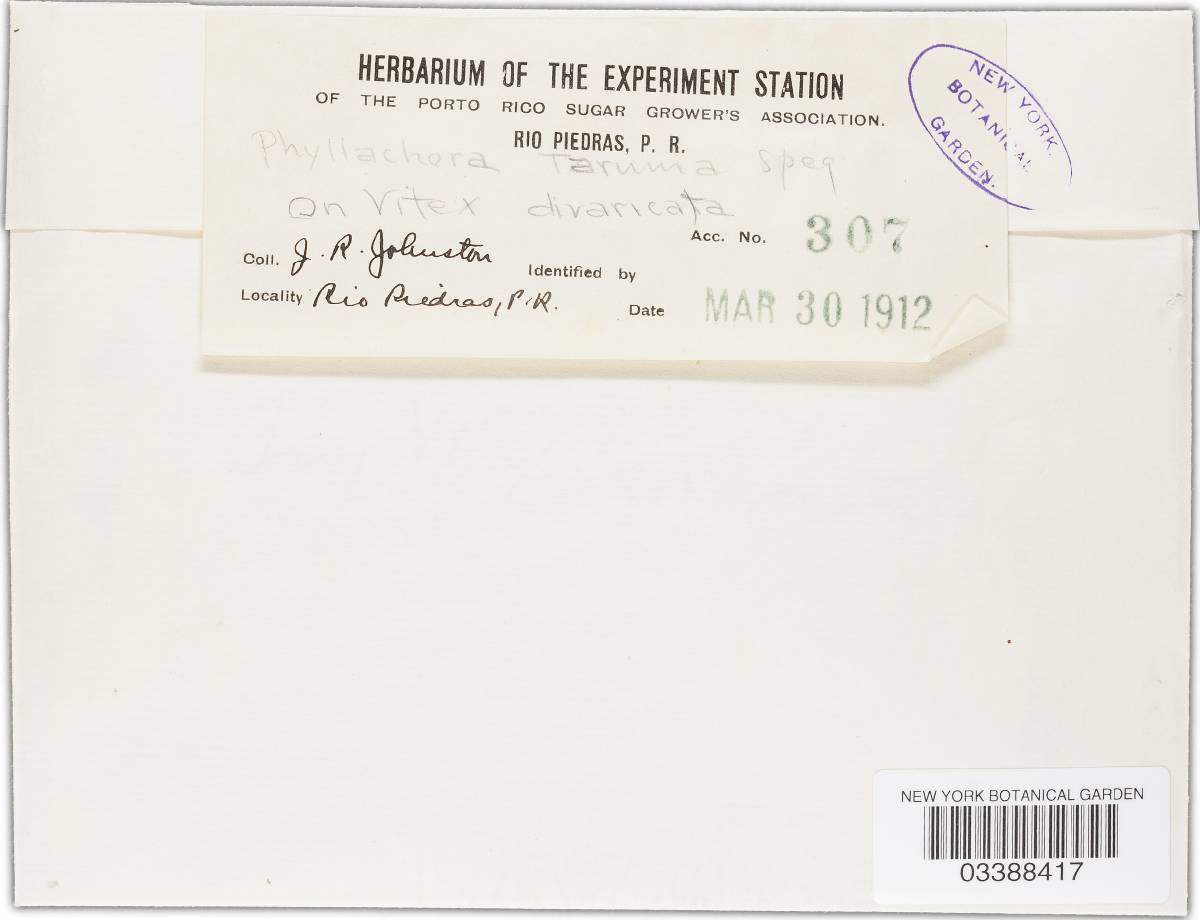 HERBARIUM OF THE EXPERIMENT STATION
OF THE PORTO RICO SUGAR GROWER'S ASSOCIATION.
RIO PIEDRAS, P. R.
Phyllachora Taruma Speg
On Vitex divaricata
Acc. No. 307
Coll. J. R. Johnston Identified by
Locality Rio Piedras, P.R. Date MAR 30 1912
NEW YORK
BOTANICAL
GARDEN.
NEW YORK BOTANICAL GARDEN
03388417